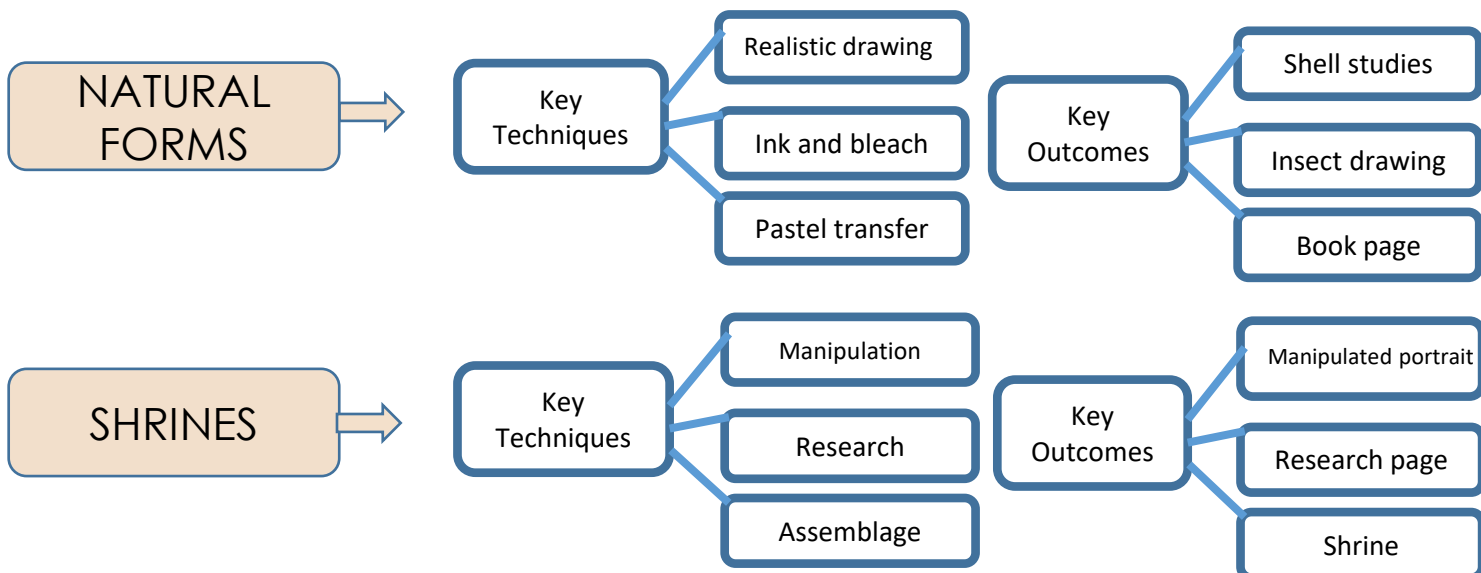 NATURAL
FORMS
Key
Techniques
Realistic drawing
Ink and bleach
Pastel transfer
Key
Outcomes
Shell studies
Insect drawing
Book page
SHRINES
Key
Techniques
Manipulation
Research
Assemblage
Key
Outcomes
Manipulated portrait
Research page
Shrine